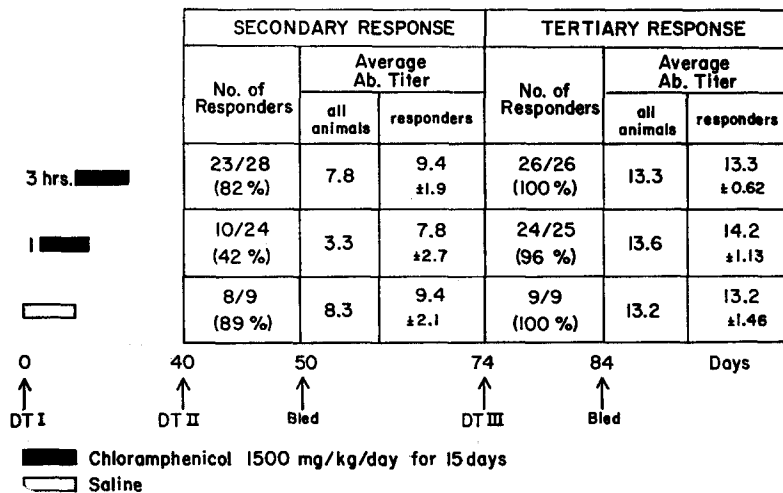 SECONDARY RESPONSE TERTIARY RESPONSE
No. of Responders Average Ab. Titer No. of Responders Average Ab. Titer
all animals responders all animals responders
3 hrs. 23/28 (82 %) 7.8 9.4 ±1.9 26/26 (100 %) 13.3 13.3 ±0.62
1 10/24 (42 %) 3.3 7.8 ±2.7 24/25 (96 %) 13.6 14.2 ±1.13
8/9 (89 %) 8.3 9.4 ±2.1 9/9 (100 %) 13.2 13.2 ±1.46
0 40 50 74 84 Days
DT I DT II Bled DT III Bled
Chloramphenicol 1500 mg/kg/day for 15 days
Saline